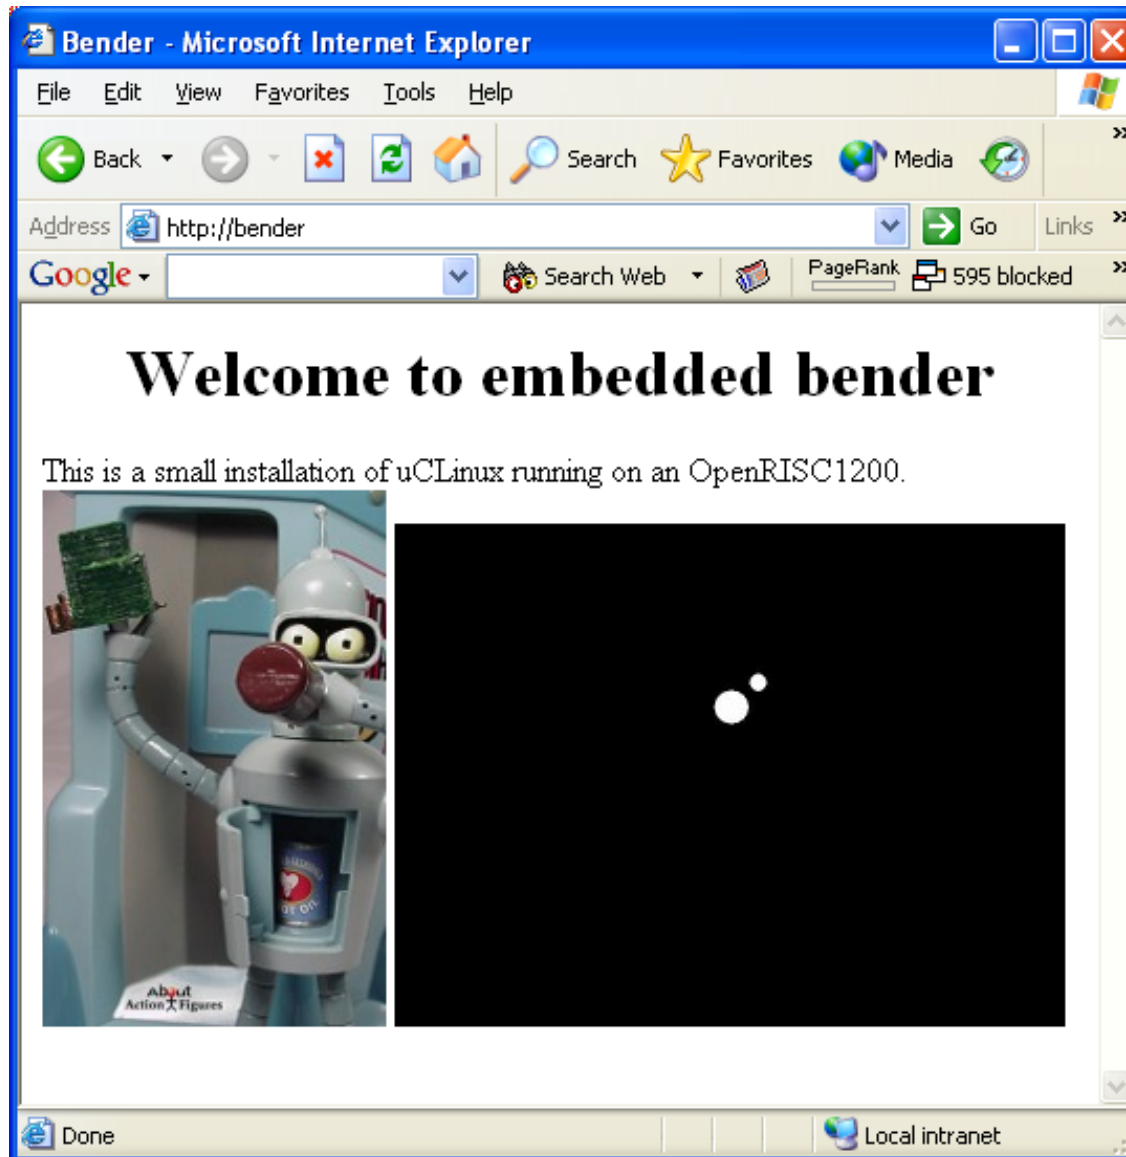 Bender - Microsoft Internet Explorer
File Edit View Favorites Tools Help
Back Search Favorites Media »
Address http://bender Go Links »
Google Search Web PageRank 595 blocked »
Welcome to embedded bender
This is a small installation of uCLinux running on an OpenRISC1200.
OIL
About
Action Figures
Done Local intranet